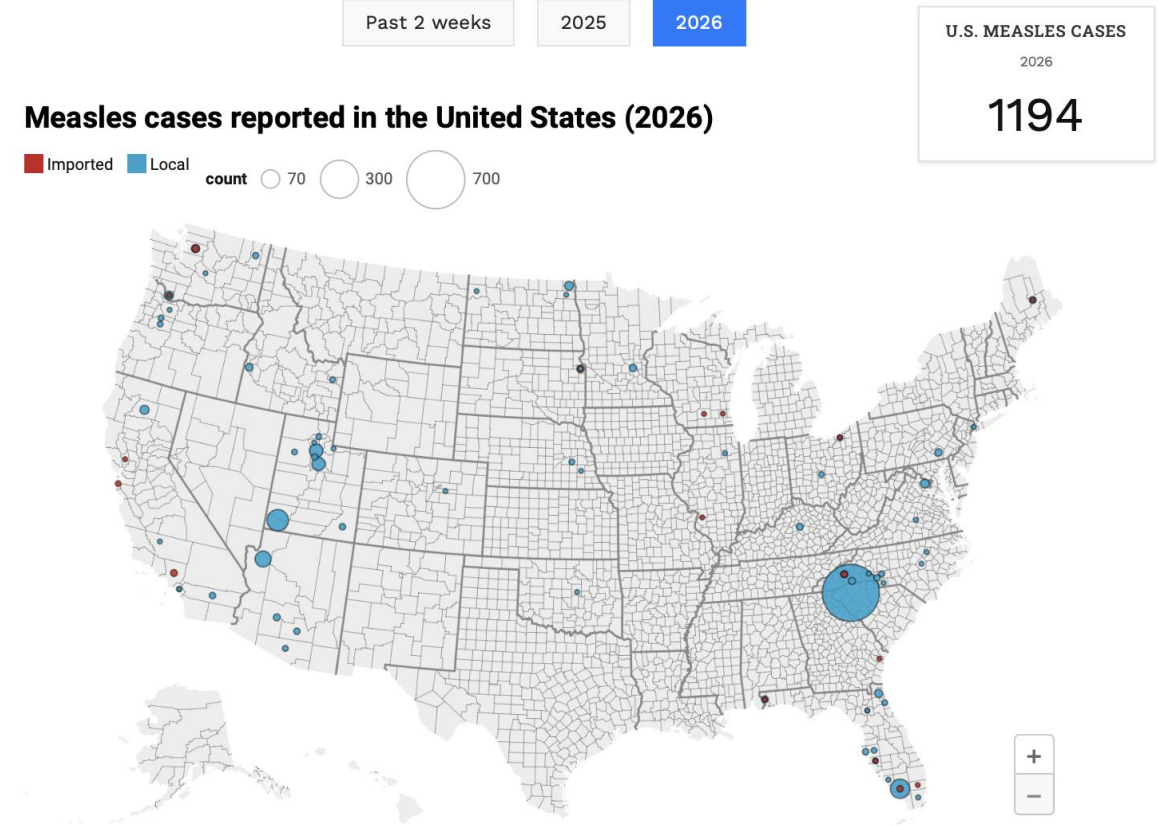 Past 2 weeks
2025
2026
U.S. MEASLES CASES
2026
1194
Measles cases reported in the United States (2026)
Imported Local
count 70 300 700
+
−